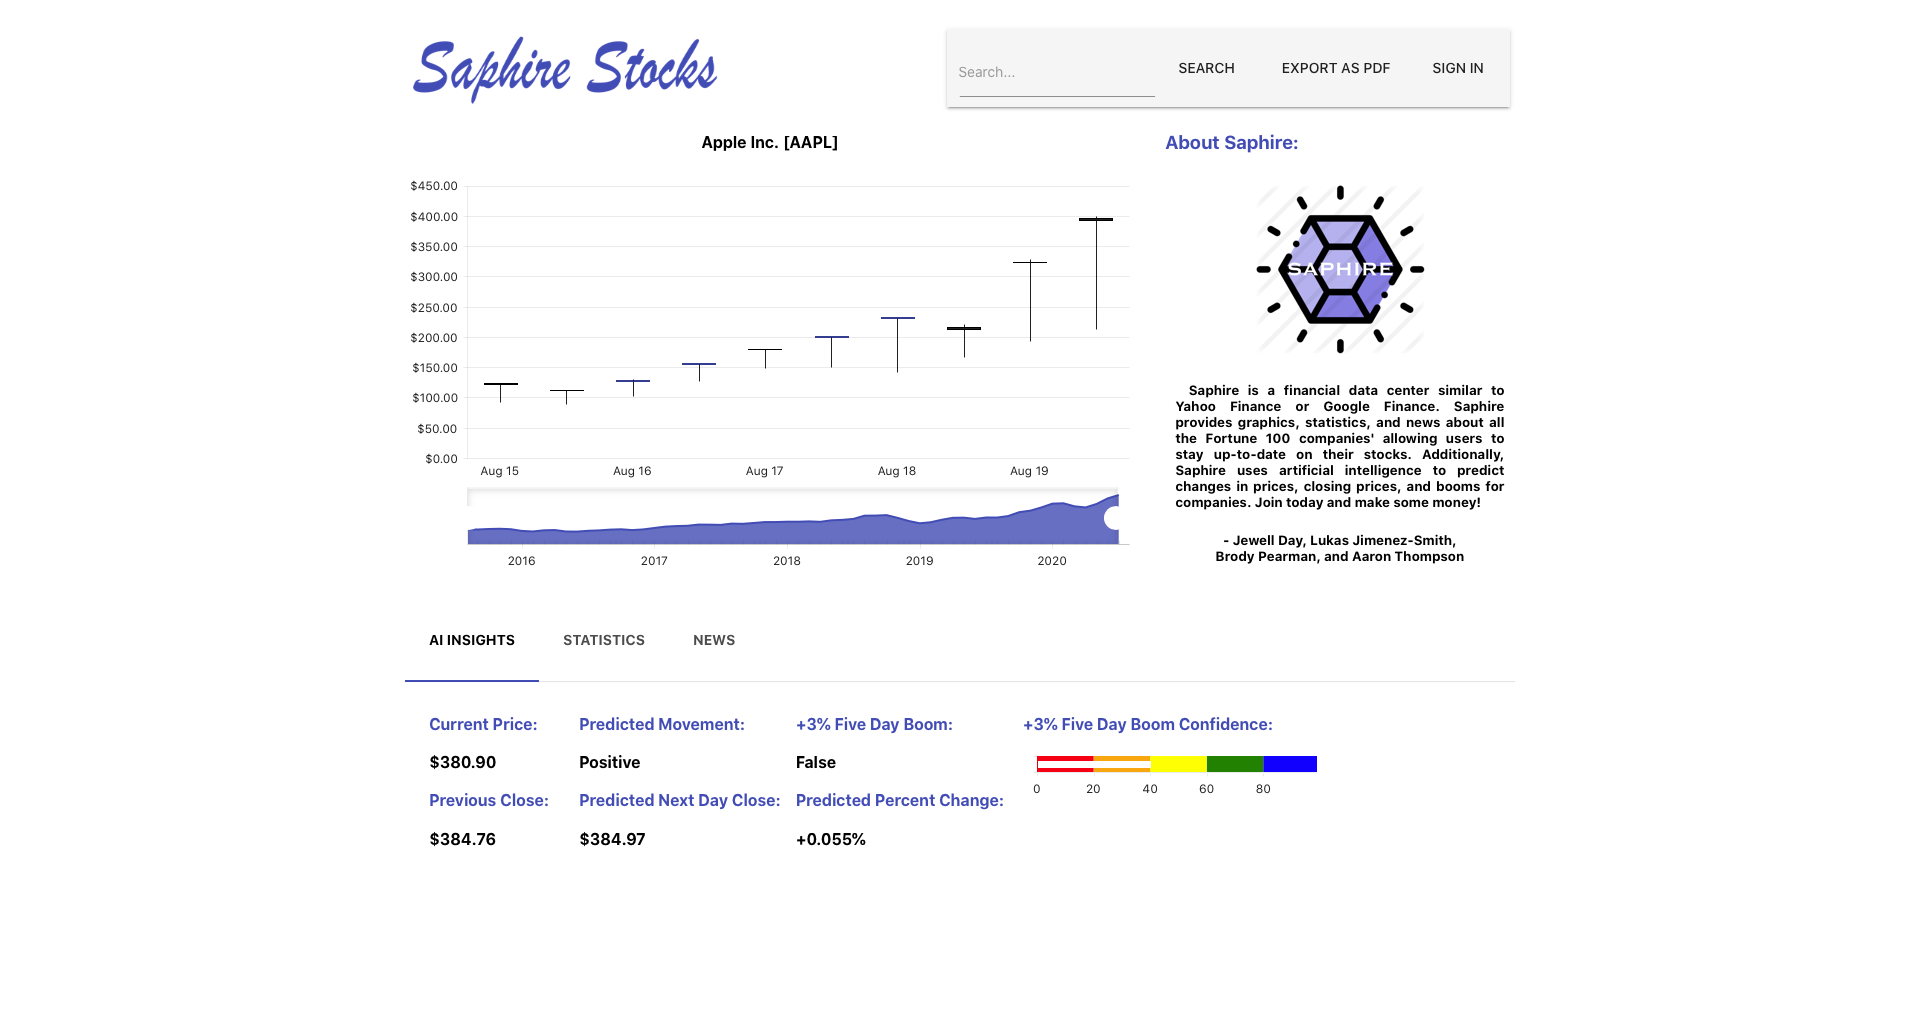 Saphire Stocks
Search...
SEARCH
EXPORT AS PDF
SIGN IN
Apple Inc. [AAPL]
About Saphire:
$450.00
$400.00
$350.00
$300.00
$250.00
$200.00
$150.00
$100.00
$50.00
$0.00
Aug 15
Aug 16
Aug 17
Aug 18
Aug 19
2016
2017
2018
2019
2020
SAPHIRE
Saphire is a financial data center similar to
Yahoo Finance or Google Finance. Saphire
provides graphics, statistics, and news about all
the Fortune 100 companies' allowing users to
stay up-to-date on their stocks. Additionally,
Saphire uses artificial intelligence to predict
changes in prices, closing prices, and booms for
companies. Join today and make some money!
- Jewell Day, Lukas Jimenez-Smith,
Brody Pearman, and Aaron Thompson
AI INSIGHTS
STATISTICS
NEWS
Current Price:
Predicted Movement:
+3% Five Day Boom:
+3% Five Day Boom Confidence:
$380.90
Positive
False
0
20
40
60
80
Previous Close:
Predicted Next Day Close:
Predicted Percent Change:
$384.76
$384.97
+0.055%